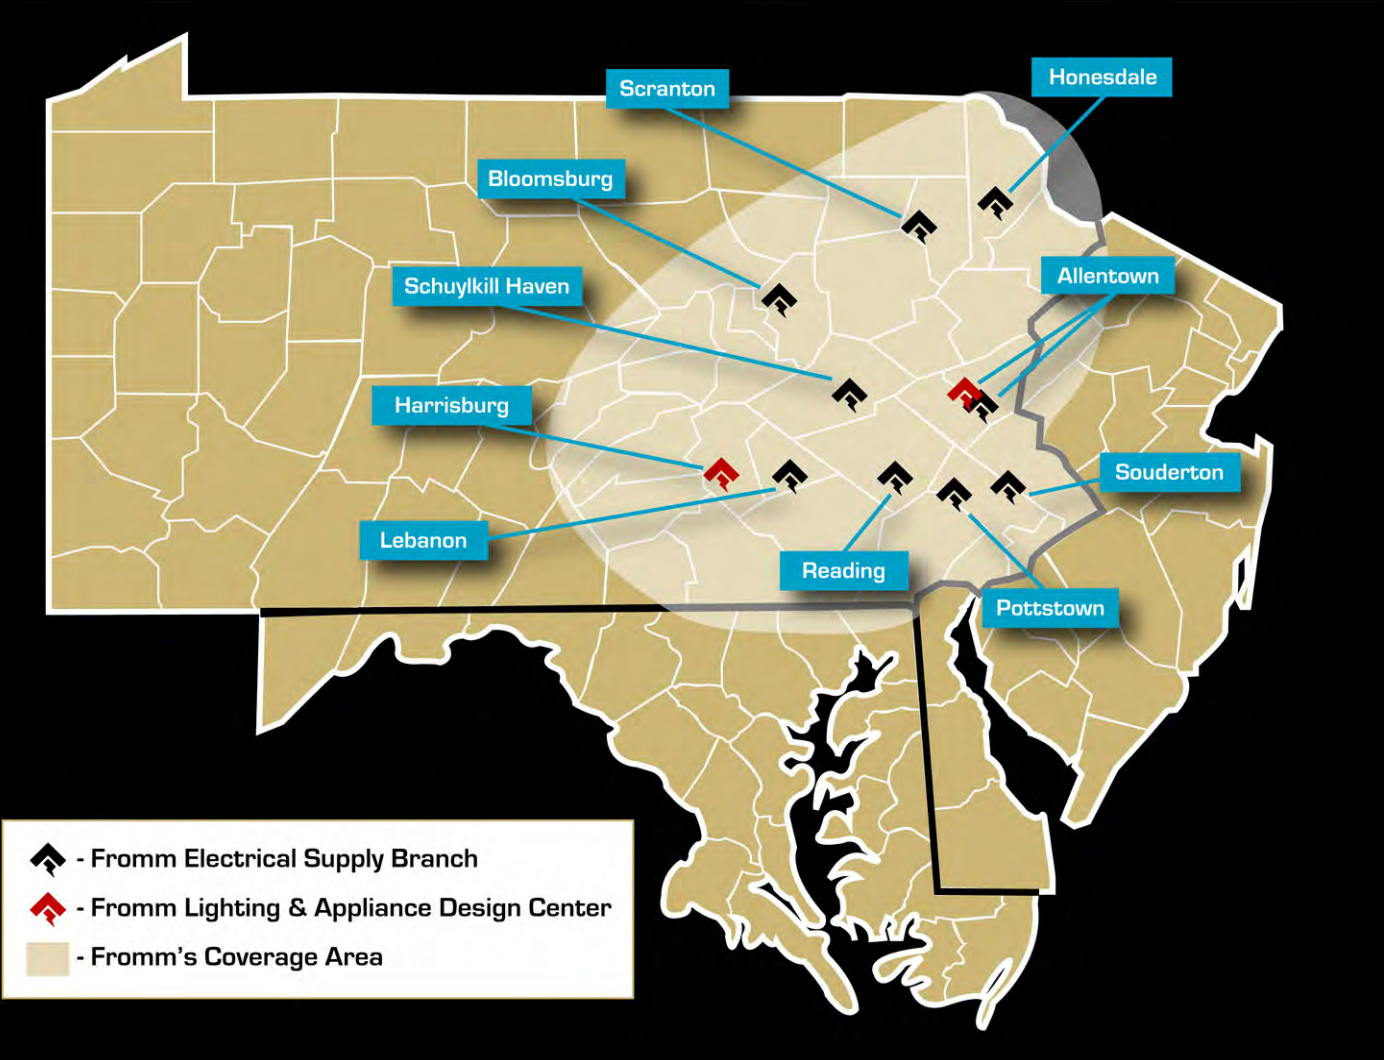 Honesdale
Scranton
Bloomsburg
Allentown
Schuylkill Haven
Harrisburg
Souderton
Lebanon
Reading
Pottstown
- Fromm Electrical Supply Branch
- Fromm Lighting & Appliance Design Center
- Fromm's Coverage Area